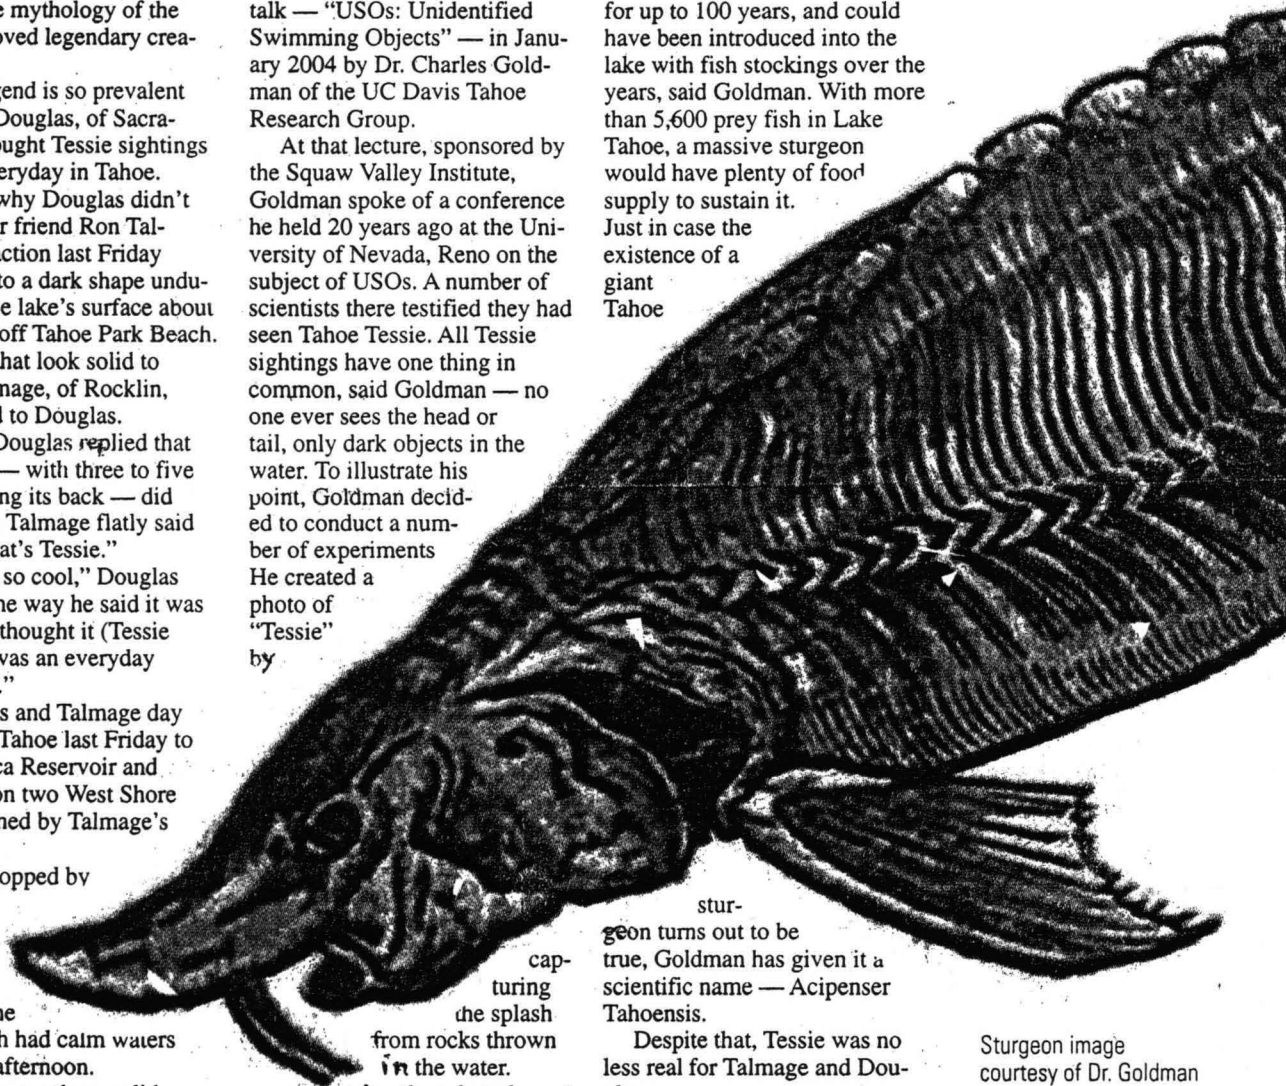 e mythology of the
oved legendary crea-
gend is so prevalent
Douglas, of Sacra-
ought Tessie sightings
eryday in Tahoe.
why Douglas didn't
r friend Ron Tal-
ction last Friday
to a dark shape undu-
e lake's surface about
off Tahoe Park Beach.
hat look solid to
mage, of Rocklin,
d to Douglas.
Douglas replied that
— with three to five
ng its back — did
Talmage flatly said
at's Tessie."
so cool," Douglas
he way he said it was
thought it (Tessie
was an everyday
."
s and Talmage day
Tahoe last Friday to
ca Reservoir and
on two West Shore
ned by Talmage's
opped by
ne
h had calm waters
afternoon.
talk — "USOs: Unidentified
Swimming Objects" — in Janu-
ary 2004 by Dr. Charles Gold-
man of the UC Davis Tahoe
Research Group.
At that lecture, sponsored by
the Squaw Valley Institute,
Goldman spoke of a conference
he held 20 years ago at the Uni-
versity of Nevada, Reno on the
subject of USOs. A number of
scientists there testified they had
seen Tahoe Tessie. All Tessie
sightings have one thing in
common, said Goldman — no
one ever sees the head or
tail, only dark objects in the
water. To illustrate his
point, Goldman decid-
ed to conduct a num-
ber of experiments
He created a
photo of
"Tessie"
by
cap-
turing
the splash
from rocks thrown
in the water.
for up to 100 years, and could
have been introduced into the
lake with fish stockings over the
years, said Goldman. With more
than 5,600 prey fish in Lake
Tahoe, a massive sturgeon
would have plenty of food
supply to sustain it.
Just in case the
existence of a
giant
Tahoe
stur-
geon turns out to be
true, Goldman has given it a
scientific name — Acipenser
Tahoensis.
Despite that, Tessie was no
less real for Talmage and Dou-
Sturgeon image
courtesy of Dr. Goldman